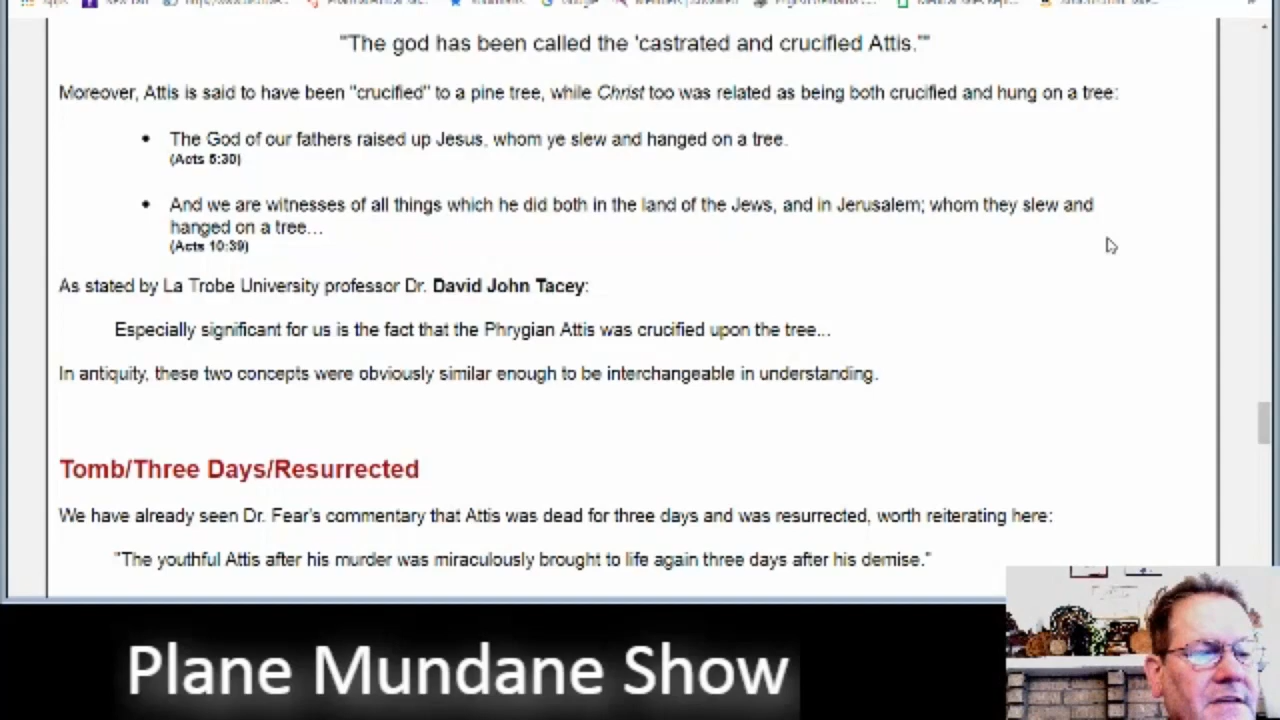 "The god has been called the 'castrated and crucified Attis.'"
Moreover, Attis is said to have been "crucified" to a pine tree, while Christ too was related as being both crucified and hung on a tree:
• The God of our fathers raised up Jesus, whom ye slew and hanged on a tree.
(Acts 5:30)
• And we are witnesses of all things which he did both in the land of the Jews, and in Jerusalem; whom they slew and
hanged on a tree...
(Acts 10:39)
As stated by La Trobe University professor Dr. David John Tacey:
Especially significant for us is the fact that the Phrygian Attis was crucified upon the tree...
In antiquity, these two concepts were obviously similar enough to be interchangeable in understanding.
Tomb/Three Days/Resurrected
We have already seen Dr. Fear's commentary that Attis was dead for three days and was resurrected, worth reiterating here:
"The youthful Attis after his murder was miraculously brought to life again three days after his demise."
Plane Mundane Show